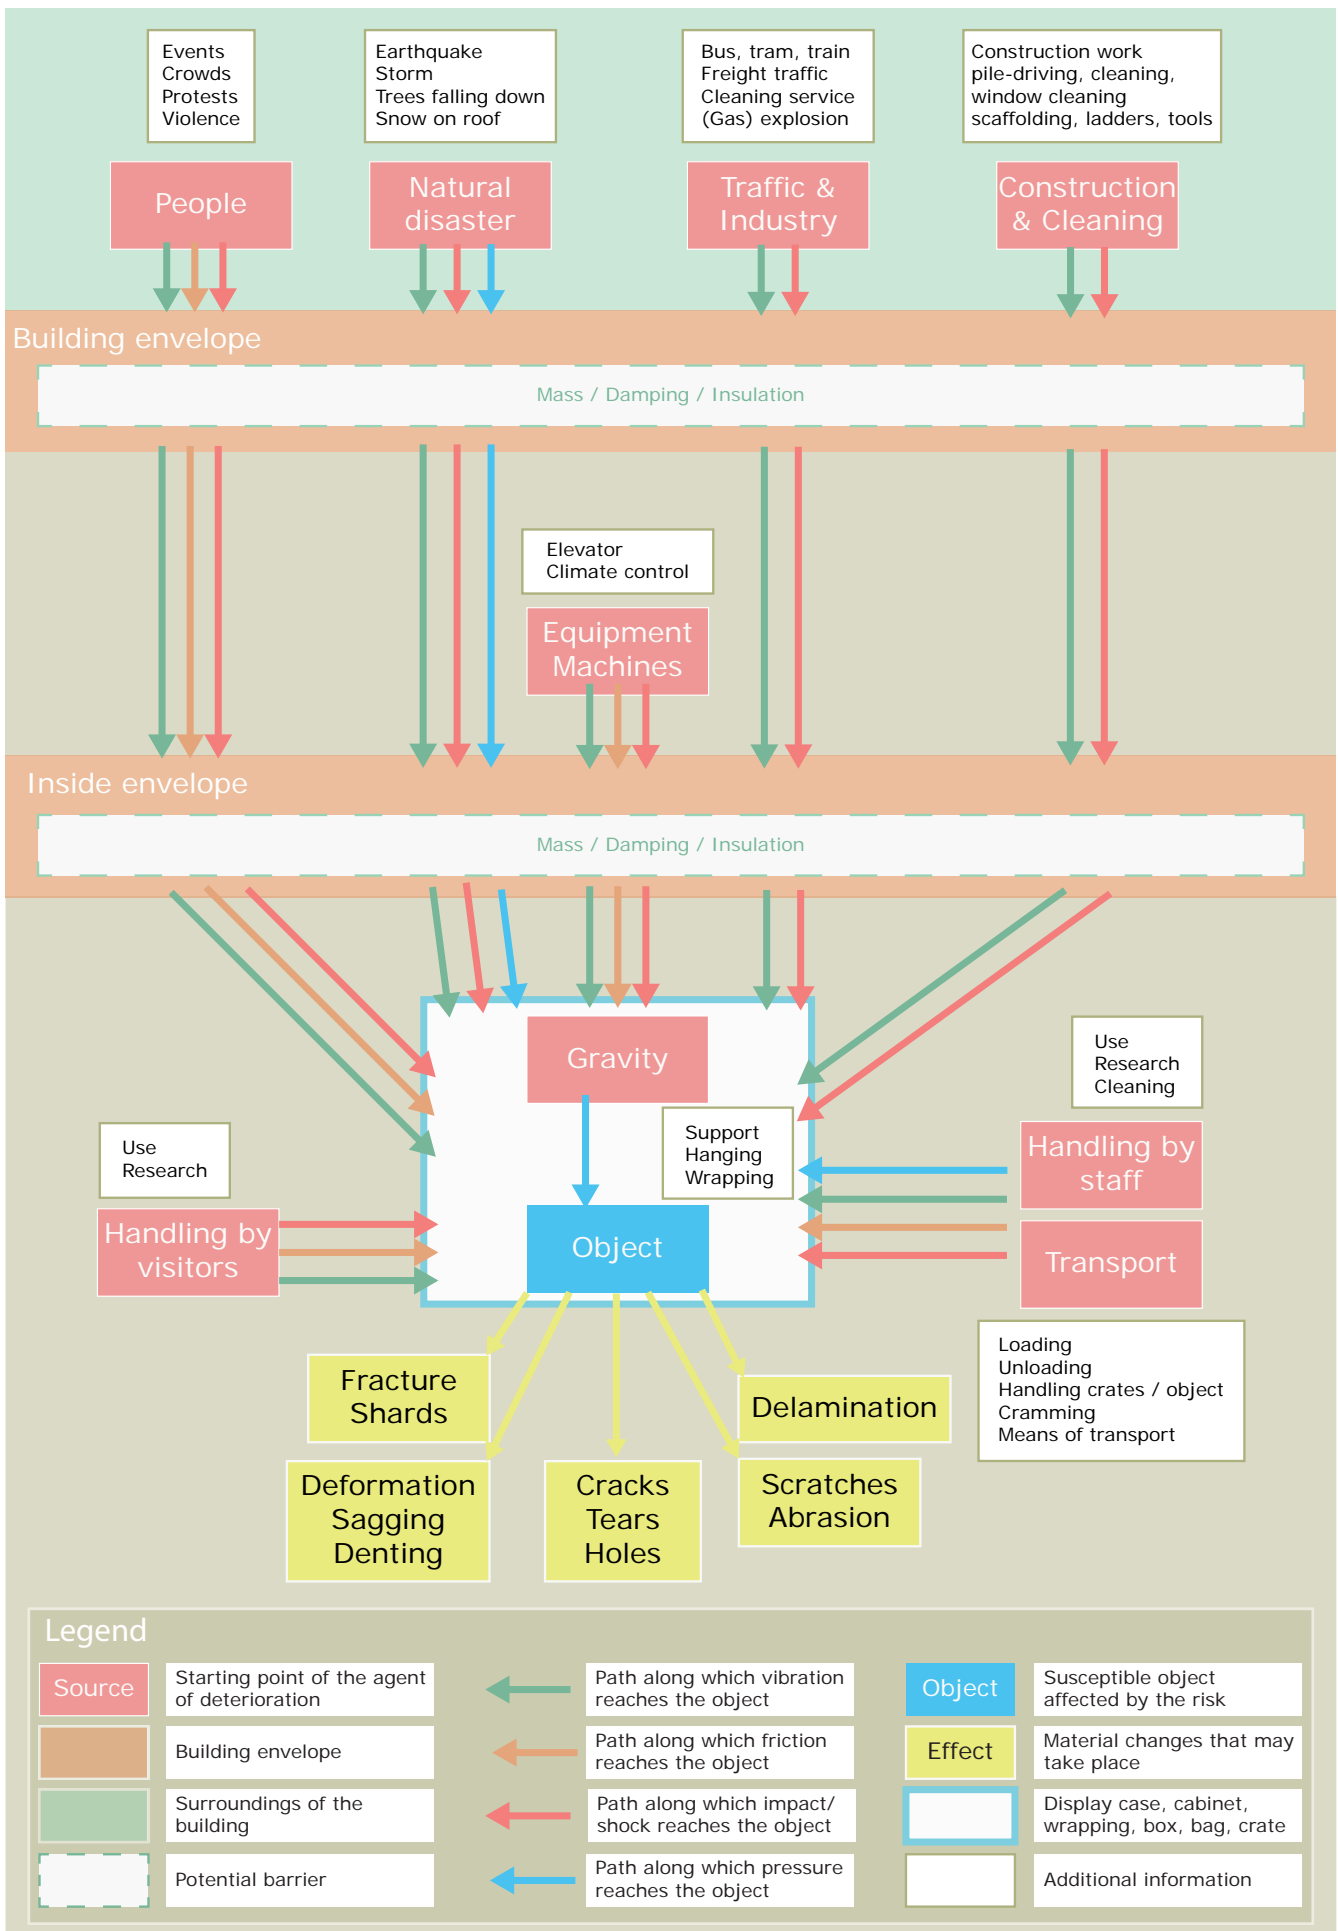 Events
Crowds
Protests
Violence
Earthquake
Storm
Trees falling down
Snow on roof
Bus, tram, train
Freight traffic
Cleaning service
(Gas) explosion
Construction work
pile-driving, cleaning,
window cleaning
scaffolding, ladders, tools
People
Natural
disaster
Traffic &
Industry
Construction
& Cleaning
Building envelope
Mass / Damping / Insulation
Elevator
Climate control
Equipment
Machines
Inside envelope
Mass / Damping / Insulation
Gravity
Support
Hanging
Wrapping
Use
Research
Cleaning
Handling by
staff
Use
Research
Handling by
visitors
Object
Transport
Loading
Unloading
Handling crates / object
Cramming
Means of transport
Fracture
Shards
Delamination
Deformation
Sagging
Denting
Cracks
Tears
Holes
Scratches
Abrasion
Legend
Source
Starting point of the agent
of deterioration
Building envelope
Surroundings of the
building
Potential barrier
Path along which vibration
reaches the object
Path along which friction
reaches the object
Path along which impact/
shock reaches the object
Path along which pressure
reaches the object
Object
Susceptible object
affected by the risk
Effect
Material changes that may
take place
Display case, cabinet,
wrapping, box, bag, crate
Additional information